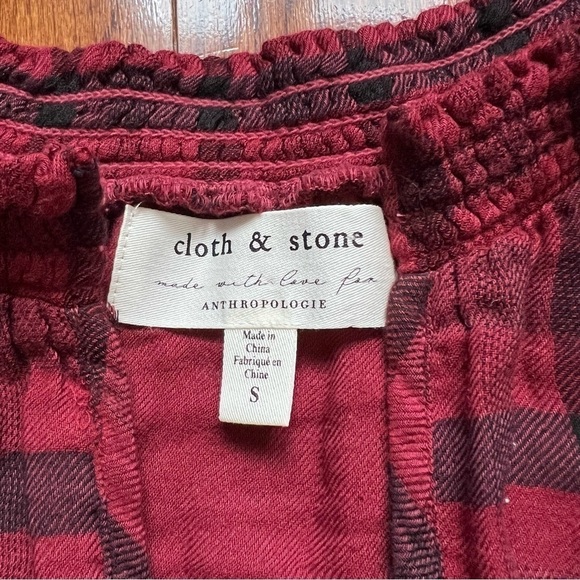 cloth & stone
made with love for
ANTHROPOLOGIE
Made in
China
Fabriqué en
Chine
S